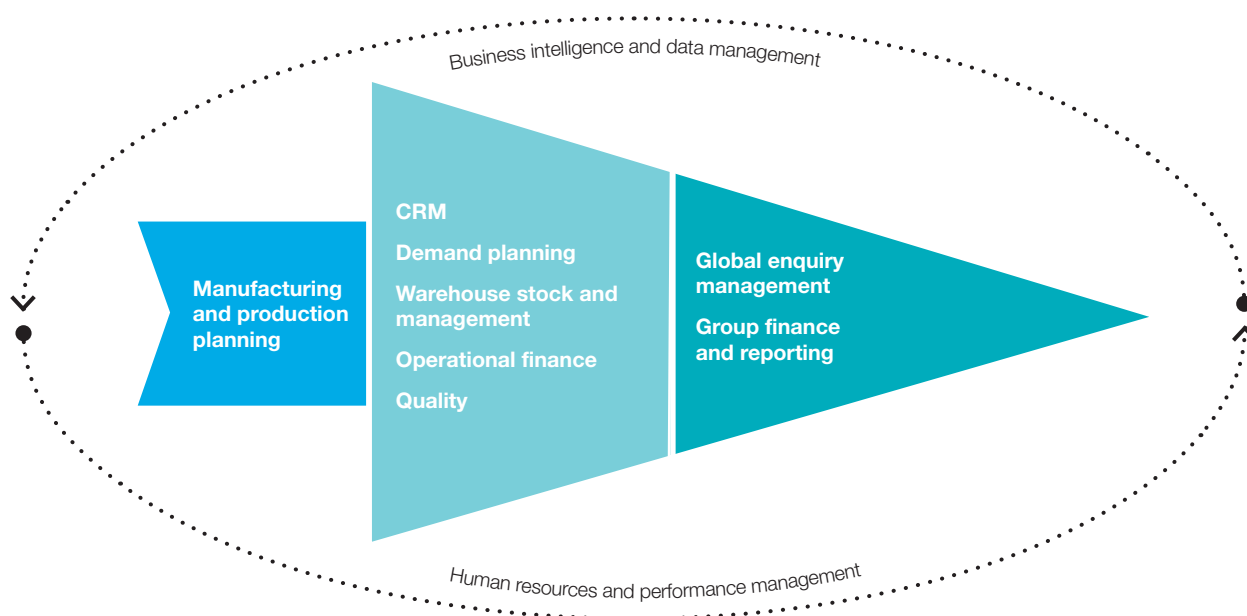 Business intelligence and data management
Manufacturing
and production
planning
CRM
Demand planning
Warehouse stock and
management
Operational finance
Quality
Global enquiry
management
Group finance
and reporting
Human resources and performance management